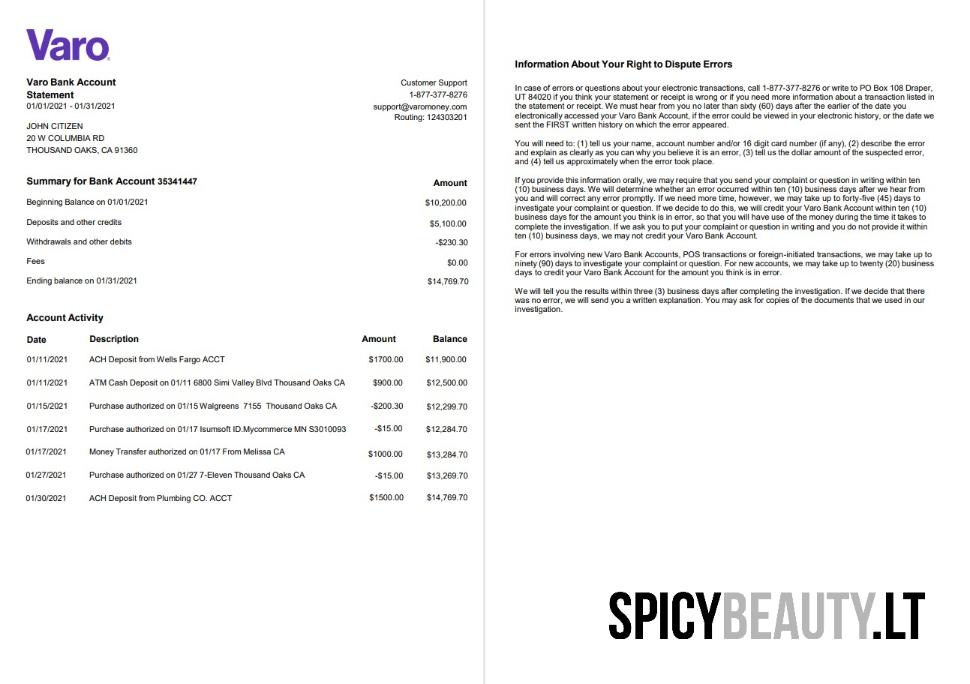 Varo
Varo Bank Account
Statement
01/01/2021 - 01/31/2021
Customer Support
1-877-377-8276
support@varomoney.com
Routing: 124303201
JOHN CITIZEN
20 W COLUMBIA RD
THOUSAND OAKS, CA 91360
Summary for Bank Account 35341447 Amount
Beginning Balance on 01/01/2021 $10,200.00
Deposits and other credits $5,100.00
Withdrawals and other debits -$230.30
Fees $0.00
Ending balance on 01/31/2021 $14,769.70
Account Activity
Date Description Amount Balance
01/11/2021 ACH Deposit from Wells Fargo ACCT $1700.00 $11,900.00
01/11/2021 ATM Cash Deposit on 01/11 6800 Simi Valley Blvd Thousand Oaks CA $900.00 $12,500.00
01/15/2021 Purchase authorized on 01/15 Walgreens 7155 Thousand Oaks CA -$200.30 $12,299.70
01/17/2021 Purchase authorized on 01/17 Isumsoft ID.Mycommerce MN S3010093 -$15.00 $12,284.70
01/17/2021 Money Transfer authorized on 01/17 From Melissa CA $1000.00 $13,284.70
01/27/2021 Purchase authorized on 01/27 7-Eleven Thousand Oaks CA -$15.00 $13,269.70
01/30/2021 ACH Deposit from Plumbing CO. ACCT $1500.00 $14,769.70
Information About Your Right to Dispute Errors
In case of errors or questions about your electronic transactions, call 1-877-377-8276 or write to PO Box 108 Draper,
UT 84020 if you think your statement or receipt is wrong or if you need more information about a transaction listed in
the statement or receipt. We must hear from you no later than sixty (60) days after the earlier of the date you
electronically accessed your Varo Bank Account, if the error could be viewed in your electronic history, or the date we
sent the FIRST written history on which the error appeared.
You will need to: (1) tell us your name, account number and/or 16 digit card number (if any), (2) describe the error
and explain as clearly as you can why you believe it is an error, (3) tell us the dollar amount of the suspected error,
and (4) tell us approximately when the error took place.
If you provide this information orally, we may require that you send your complaint or question in writing within ten
(10) business days. We will determine whether an error occurred within ten (10) business days after we hear from
you and will correct any error promptly. If we need more time, however, we may take up to forty-five (45) days to
investigate your complaint or question. If we decide to do this, we will credit your Varo Bank Account within ten (10)
business days for the amount you think is in error, so that you will have use of the money during the time it takes to
complete the investigation. If we ask you to put your complaint or question in writing and you do not provide it within
ten (10) business days, we may not credit your Varo Bank Account.
For errors involving new Varo Bank Accounts, POS transactions or foreign-initiated transactions, we may take up to
ninety (90) days to investigate your complaint or question. For new accounts, we may take up to twenty (20) business
days to credit your Varo Bank Account for the amount you think is in error.
We will tell you the results within three (3) business days after completing the investigation. If we decide that there
was no error, we will send you a written explanation. You may ask for copies of the documents that we used in our
investigation.
SPICYBEAUTY.LT